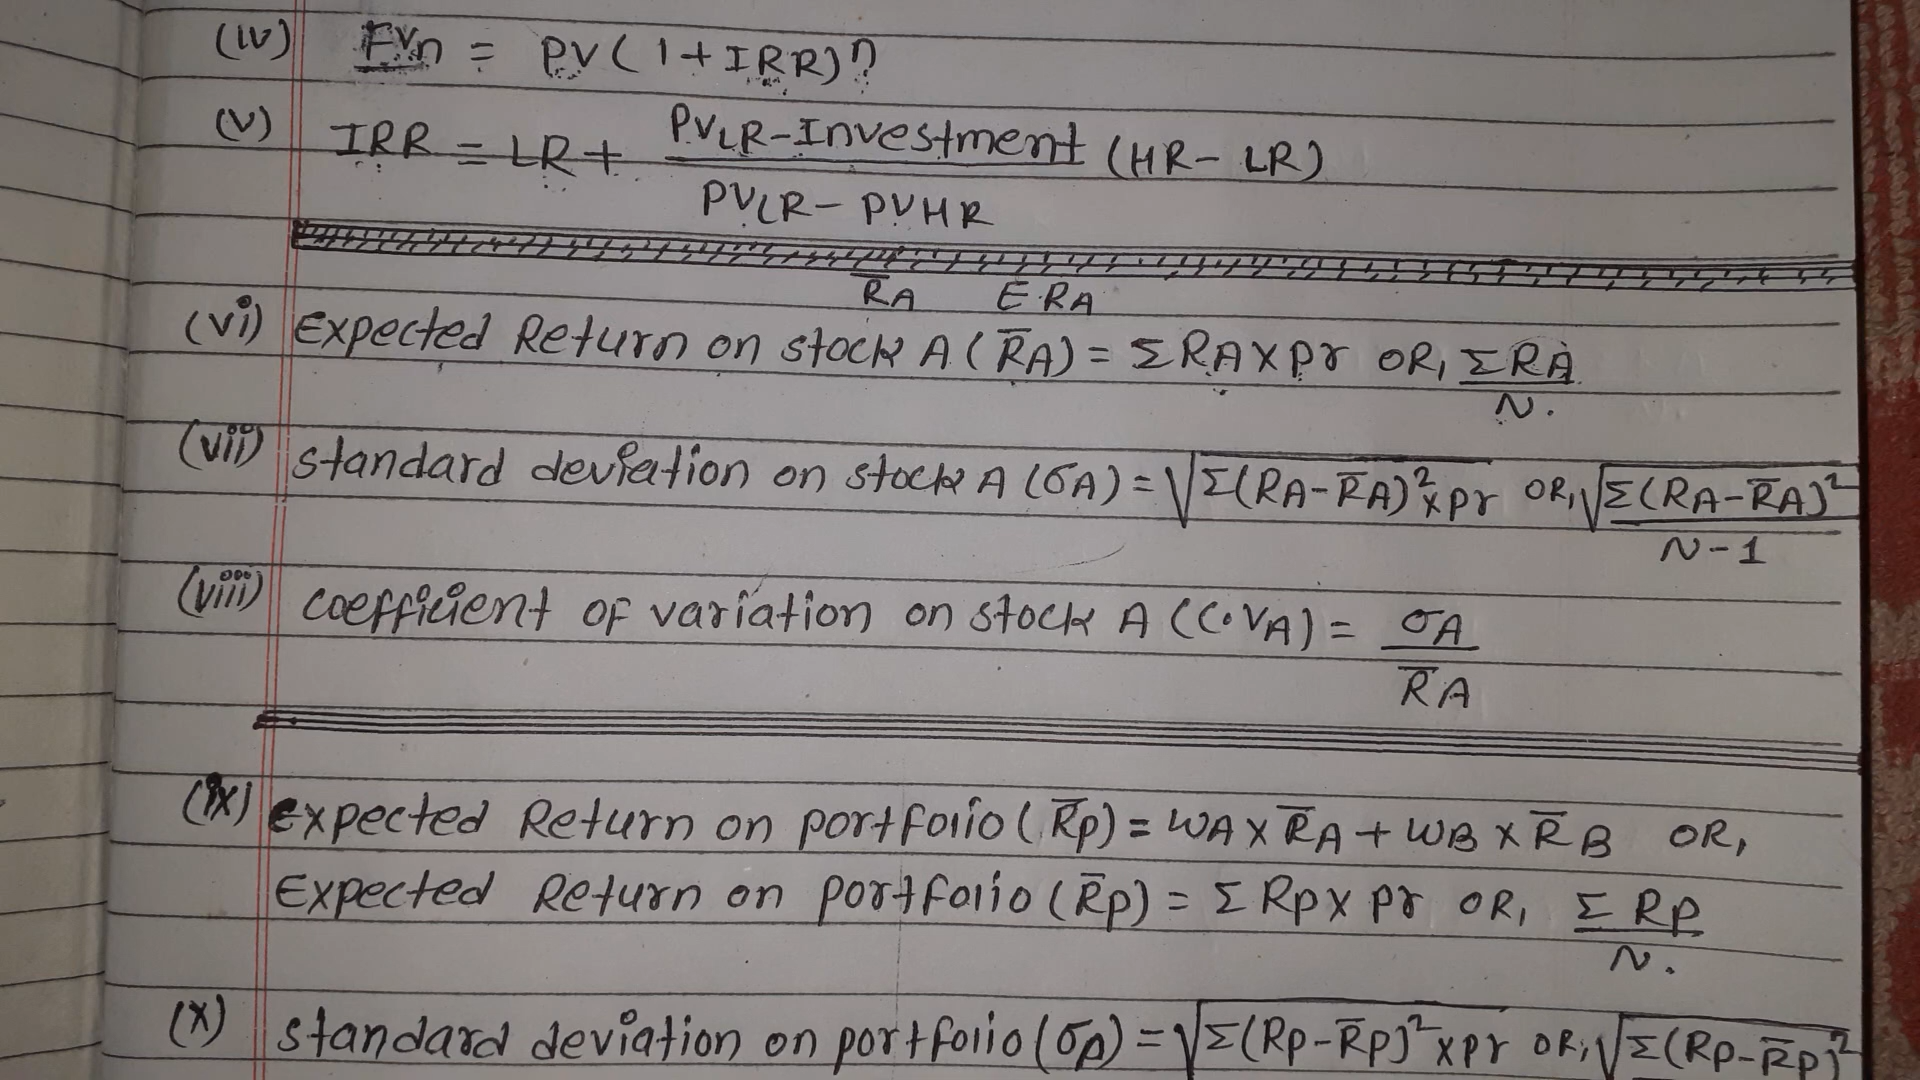 (iv) FVn = PV(1+IRR)n
(v) IRR = LR + PVLR-Investment (HR- LR)
PVLR- PVHR
R̄A E·RA
(vi) Expected Return on stock A (R̄A) = ΣRA×Pr OR, ΣRA
N.
(vii) standard deviation on stock A (σA) = √Σ(RA-R̄A)²×Pr OR, √Σ(RA-R̄A)²
N-1
(viii) coefficient of variation on stock A (C.VA) = σA
R̄A
(ix) Expected Return on portfolio (R̄p) = WA×R̄A + WB×R̄B OR,
Expected Return on portfolio (R̄p) = ΣRp×Pr OR, ΣRp
N.
(x) standard deviation on portfolio (σp) = √Σ(Rp-R̄p)²×Pr OR, √Σ(Rp-R̄p)²